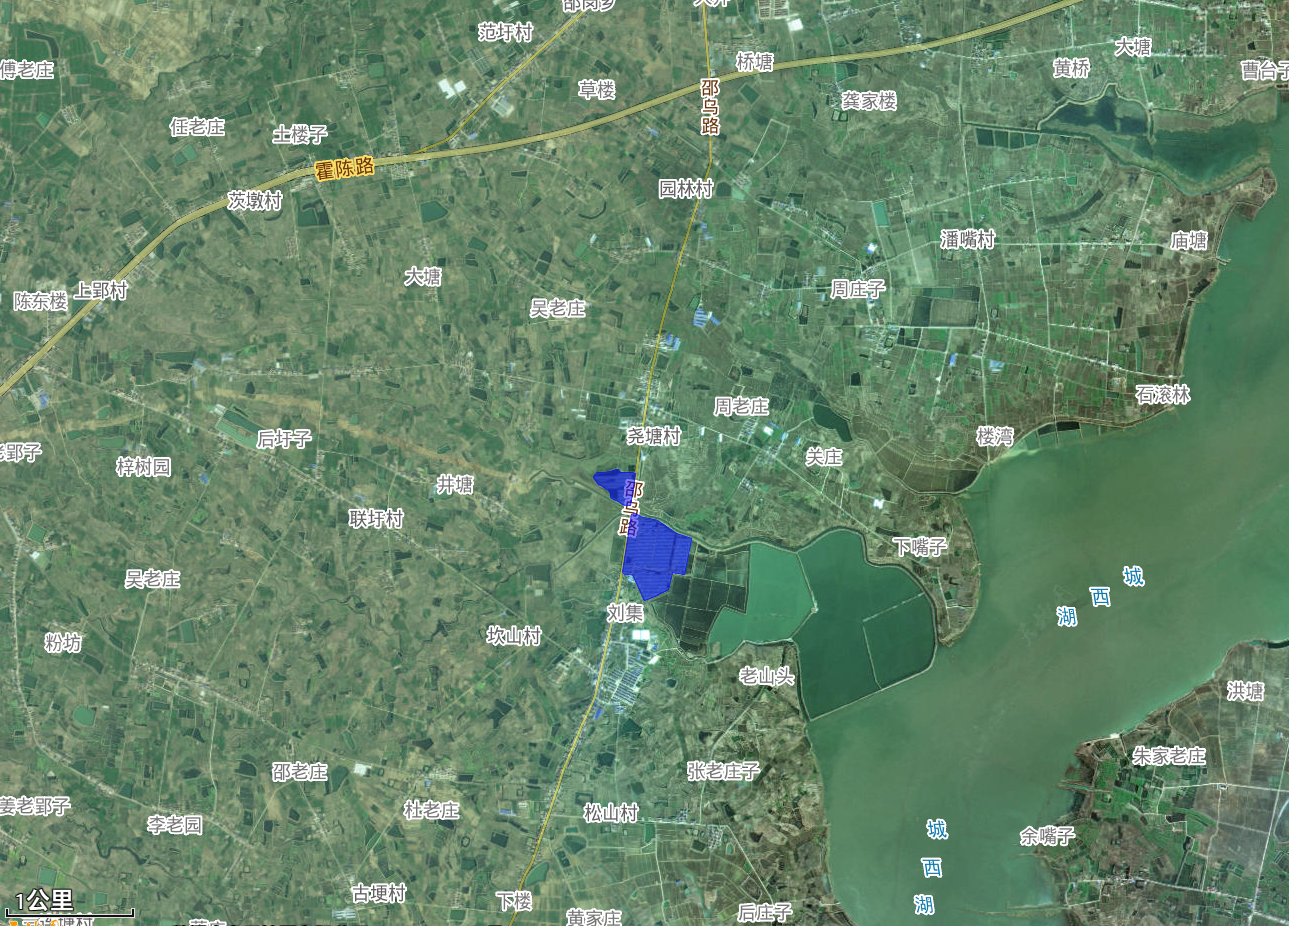 范圩村
大塘
桥塘
黄桥
傅老庄
草楼
邵乌路
龚家楼
任老庄
土楼子
霍陈路
园林村
茨墩村
潘嘴村
庙塘
大塘
上郢村
周庄子
陈东楼
吴老庄
石滚林
周老庄
尧塘村
楼湾
后圩子
关庄
梓树园
井塘
邵乌路
联圩村
下嘴子
城西湖
吴老庄
刘集
坎山村
粉坊
老山头
洪塘
朱家老庄
邵老庄
张老庄子
姜老郢子
杜老庄
松山村
李老园
城西湖
余嘴子
古埂村
下楼
1公里
黄家庄
后庄子